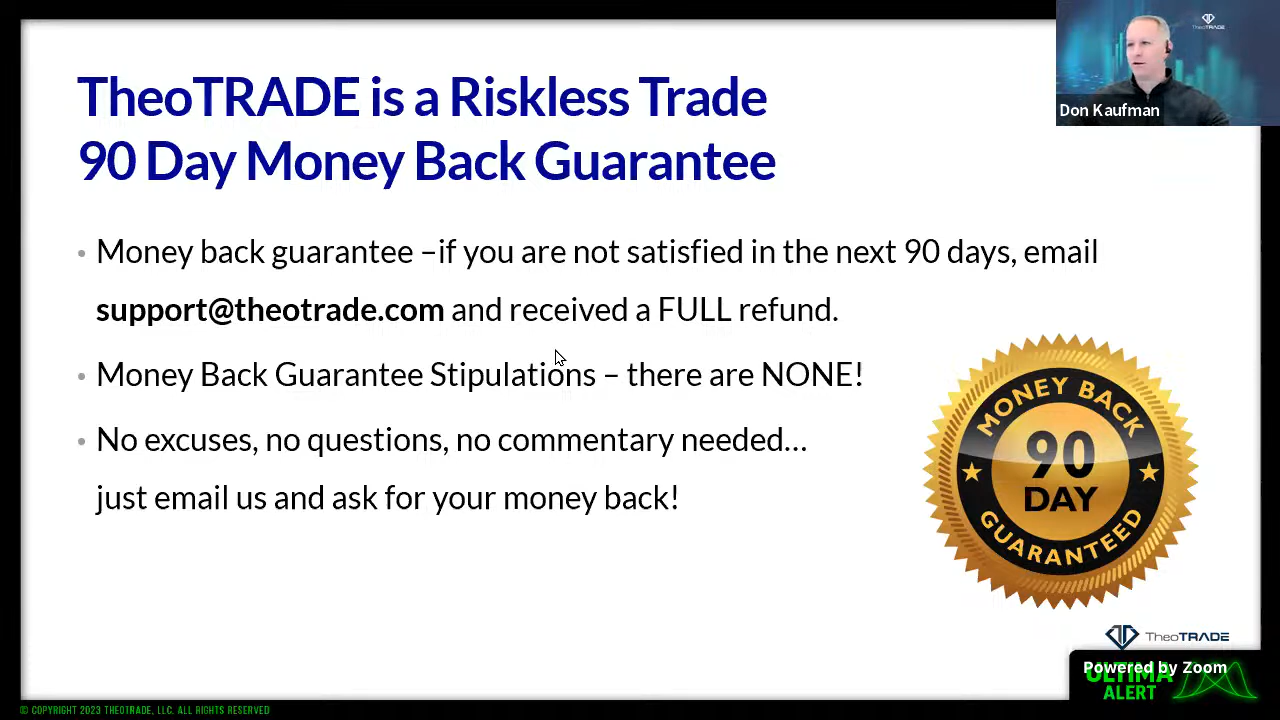 TheoTRADE
Don Kaufman
TheoTRADE is a Riskless Trade
90 Day Money Back Guarantee
• Money back guarantee –if you are not satisfied in the next 90 days, email
support@theotrade.com and received a FULL refund.
• Money Back Guarantee Stipulations – there are NONE!
• No excuses, no questions, no commentary needed...
just email us and ask for your money back!
MONEY BACK
90
DAY
GUARANTEED
TheoTRADE
Powered by Zoom
ULTIMA
ALERT
© COPYRIGHT 2023 THEOTRADE, LLC. ALL RIGHTS RESERVED